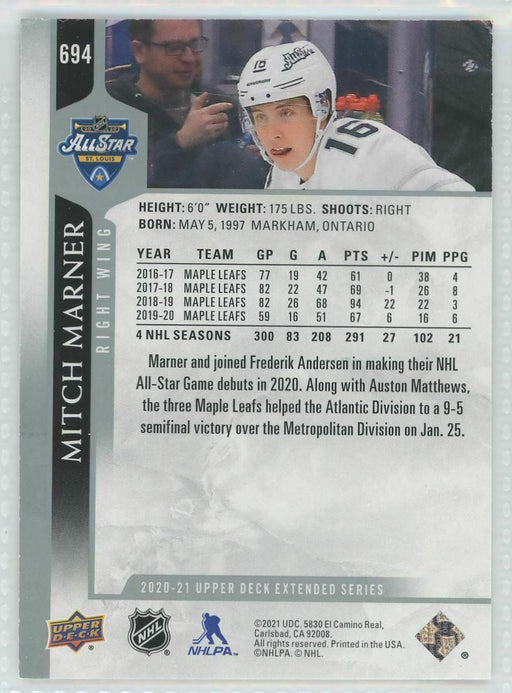 694
16
16
ALL★STAR
ST. LOUIS
MITCH MARNER
RIGHT WING
HEIGHT: 6'0" WEIGHT: 175 LBS. SHOOTS: RIGHT
BORN: MAY 5, 1997 MARKHAM, ONTARIO
YEAR TEAM GP G A PTS +/- PIM PPG
2016-17 MAPLE LEAFS 77 19 42 61 0 38 4
2017-18 MAPLE LEAFS 82 22 47 69 -1 26 8
2018-19 MAPLE LEAFS 82 26 68 94 22 22 3
2019-20 MAPLE LEAFS 59 16 51 67 6 16 6
4 NHL SEASONS 300 83 208 291 27 102 21
Marner and joined Frederik Andersen in making their NHL
All-Star Game debuts in 2020. Along with Auston Matthews,
the three Maple Leafs helped the Atlantic Division to a 9-5
semifinal victory over the Metropolitan Division on Jan. 25.
2020-21 UPPER DECK EXTENDED SERIES
UPPER
D·E·C·K
®
NHL
®
NHLPA™
©2021 UDC. 5830 El Camino Real,
Carlsbad, CA 92008.
All rights reserved. Printed in the USA.
©NHLPA. © NHL.
®